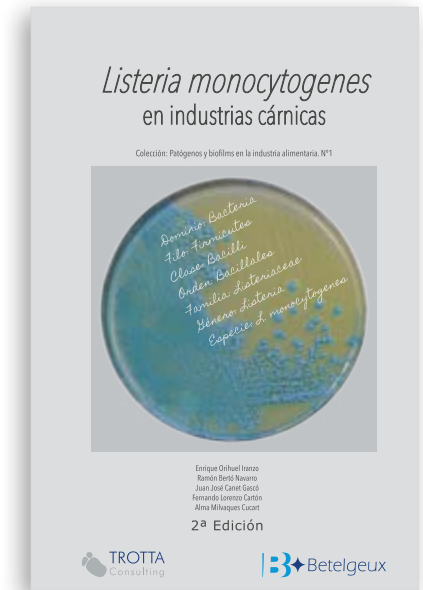 Listeria monocytogenes
en industrias cárnicas
Colección: Patógenos y biofilms en la industria alimentaria. Nº1
Dominio: Bacteria
Filo: Firmicutes
Clase: Bacilli
Orden: Bacillales
Familia: Listeriaceae
Género: Listeria
Especie: L. monocytogenes
Enrique Orihuel Iranzo
Ramón Bertó Navarro
Juan José Canet Gascó
Fernando Lorenzo Cartón
Alma Milvaques Cucart
2ª Edición
TROTTA
Consulting
B Betelgeux